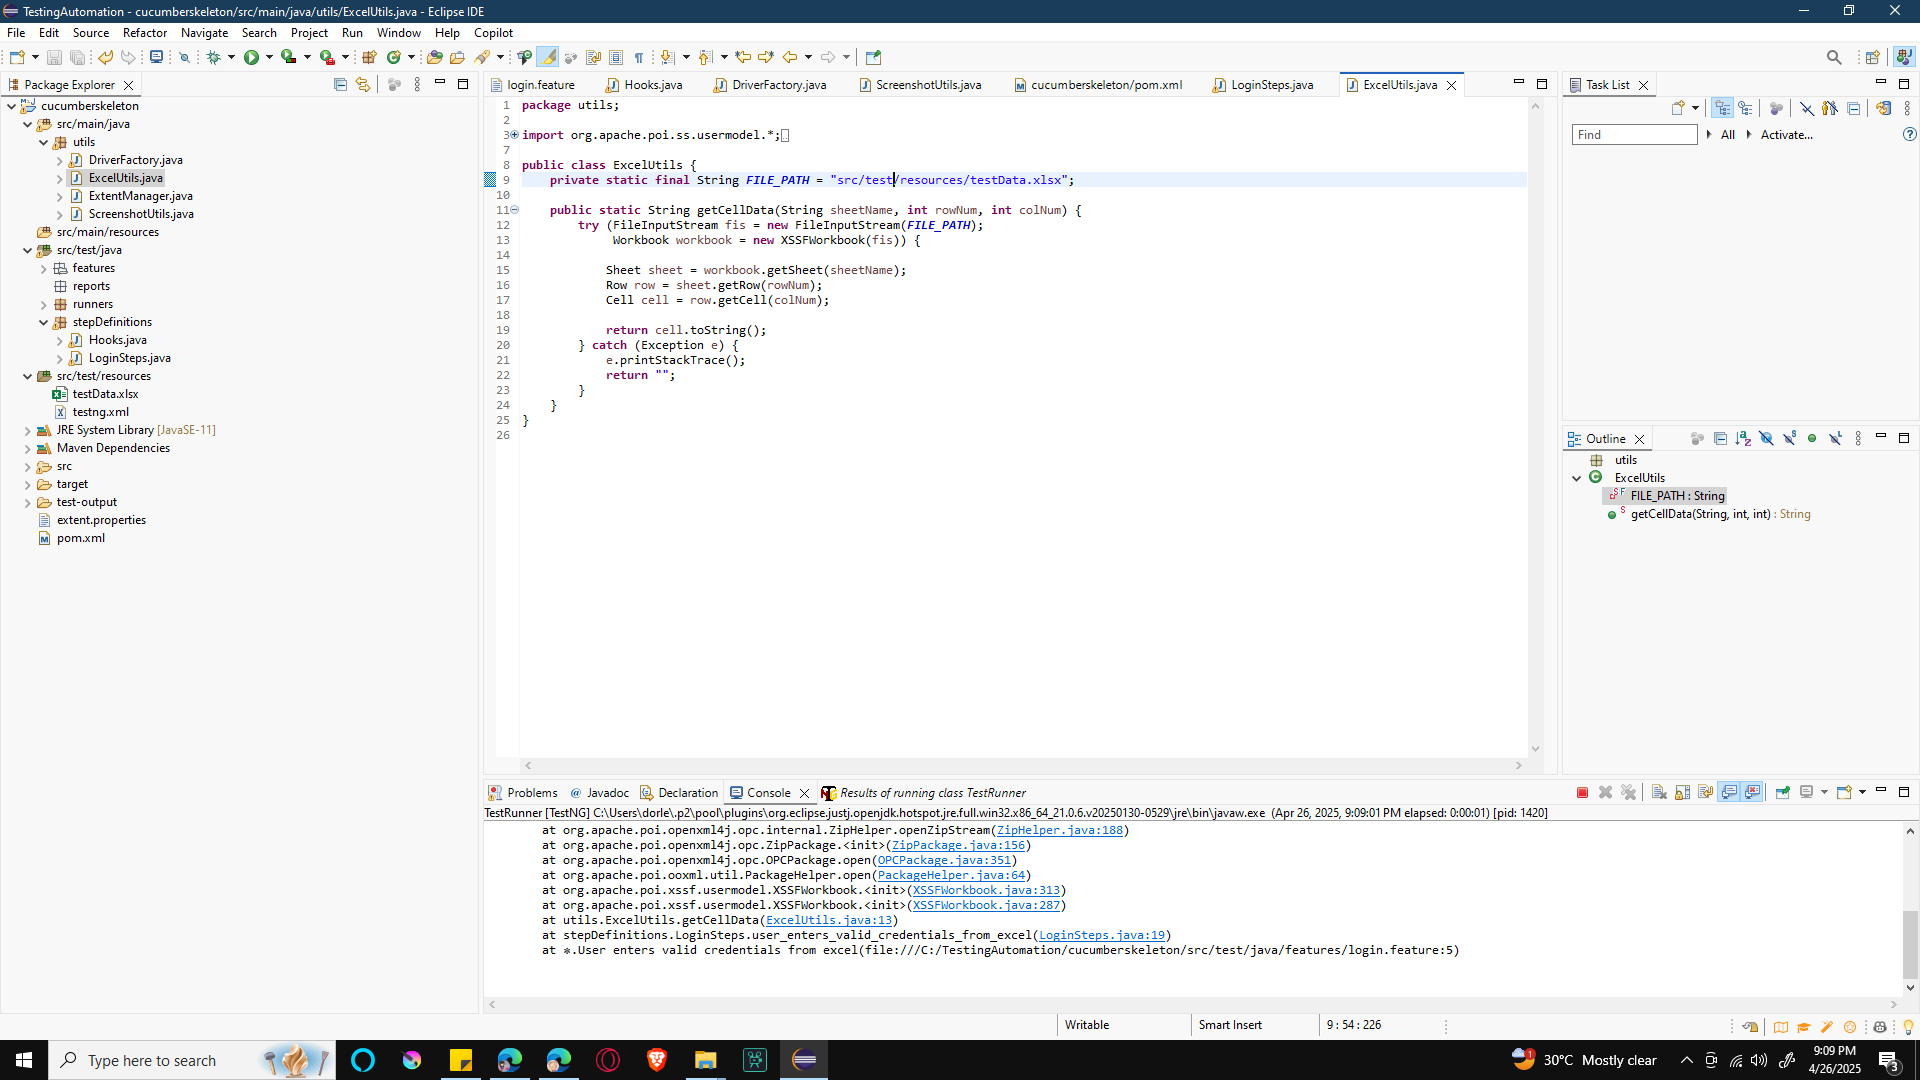 TestingAutomation - cucumberskeleton/src/main/java/utils/ExcelUtils.java - Eclipse IDE
File Edit Source Refactor Navigate Search Project Run Window Help Copilot
Package Explorer
cucumberskeleton
src/main/java
utils
DriverFactory.java
ExcelUtils.java
ExtentManager.java
ScreenshotUtils.java
src/main/resources
src/test/java
features
reports
runners
stepDefinitions
Hooks.java
LoginSteps.java
src/test/resources
testData.xlsx
testng.xml
JRE System Library [JavaSE-11]
Maven Dependencies
src
target
test-output
extent.properties
pom.xml
login.feature Hooks.java DriverFactory.java ScreenshotUtils.java cucumberskeleton/pom.xml LoginSteps.java ExcelUtils.java
1 package utils;
2
3 import org.apache.poi.ss.usermodel.*;
7
8 public class ExcelUtils {
9 private static final String FILE_PATH = "src/test/resources/testData.xlsx";
10
11 public static String getCellData(String sheetName, int rowNum, int colNum) {
12 try (FileInputStream fis = new FileInputStream(FILE_PATH);
13 Workbook workbook = new XSSFWorkbook(fis)) {
14
15 Sheet sheet = workbook.getSheet(sheetName);
16 Row row = sheet.getRow(rowNum);
17 Cell cell = row.getCell(colNum);
18
19 return cell.toString();
20 } catch (Exception e) {
21 e.printStackTrace();
22 return "";
23 }
24 }
25 }
26
Task List
Find All Activate...
Outline
utils
ExcelUtils
FILE_PATH : String
getCellData(String, int, int) : String
Problems Javadoc Declaration Console Results of running class TestRunner
TestRunner [TestNG] C:\Users\dorle\.p2\pool\plugins\org.eclipse.justj.openjdk.hotspot.jre.full.win32.x86_64_21.0.6.v20250130-0529\jre\bin\javaw.exe (Apr 26, 2025, 9:09:01 PM elapsed: 0:00:01) [pid: 1420]
at org.apache.poi.openxml4j.opc.internal.ZipHelper.openZipStream(ZipHelper.java:188)
at org.apache.poi.openxml4j.opc.ZipPackage.<init>(ZipPackage.java:156)
at org.apache.poi.openxml4j.opc.OPCPackage.open(OPCPackage.java:351)
at org.apache.poi.ooxml.util.PackageHelper.open(PackageHelper.java:64)
at org.apache.poi.xssf.usermodel.XSSFWorkbook.<init>(XSSFWorkbook.java:313)
at org.apache.poi.xssf.usermodel.XSSFWorkbook.<init>(XSSFWorkbook.java:287)
at utils.ExcelUtils.getCellData(ExcelUtils.java:13)
at stepDefinitions.LoginSteps.user_enters_valid_credentials_from_excel(LoginSteps.java:19)
at *.User enters valid credentials from excel(file:///C:/TestingAutomation/cucumberskeleton/src/test/java/features/login.feature:5)
Writable Smart Insert 9 : 54 : 226
Type here to search
30°C Mostly clear
9:09 PM
4/26/2025
3